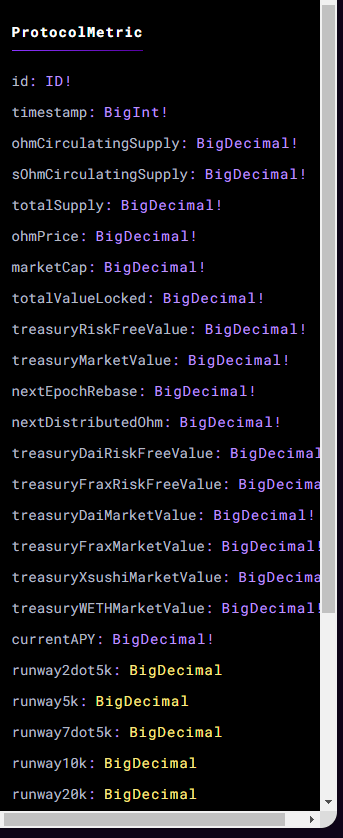 ProtocolMetric
id: ID!
timestamp: BigInt!
ohmCirculatingSupply: BigDecimal!
sOhmCirculatingSupply: BigDecimal!
totalSupply: BigDecimal!
ohmPrice: BigDecimal!
marketCap: BigDecimal!
totalValueLocked: BigDecimal!
treasuryRiskFreeValue: BigDecimal!
treasuryMarketValue: BigDecimal!
nextEpochRebase: BigDecimal!
nextDistributedOhm: BigDecimal!
treasuryDaiRiskFreeValue: BigDecimal
treasuryFraxRiskFreeValue: BigDecima
treasuryDaiMarketValue: BigDecimal!
treasuryFraxMarketValue: BigDecimal!
treasuryXsushiMarketValue: BigDecima
treasuryWETHMarketValue: BigDecimal!
currentAPY: BigDecimal!
runway2dot5k: BigDecimal
runway5k: BigDecimal
runway7dot5k: BigDecimal
runway10k: BigDecimal
runway20k: BigDecimal